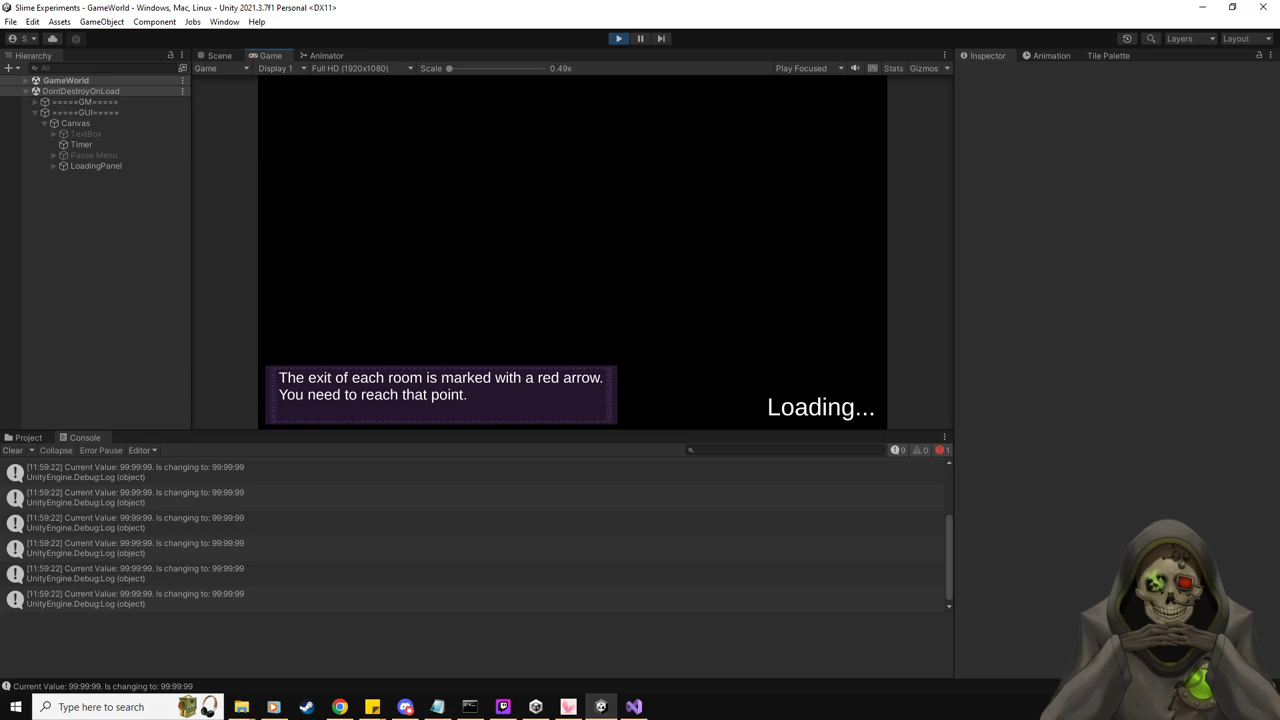 Slime Experiments - GameWorld - Windows, Mac, Linux - Unity 2021.3.7f1 Personal <DX11>
File Edit Assets GameObject Component Jobs Window Help
S Layers Layout
Hierarchy Scene Game Animator Inspector Animation Tile Palette
All Game Display 1 Full HD (1920x1080) Scale 0.49x Play Focused Stats Gizmos
GameWorld
DontDestroyOnLoad
=====GM=====
=====GUI=====
Canvas
TextBox
Timer
Pause Menu
LoadingPanel
The exit of each room is marked with a red arrow.
You need to reach that point.
Loading...
Project Console
Clear Collapse Error Pause Editor 9 0 1
[11:59:22] Current Value: 99:99:99. Is changing to: 99:99:99
UnityEngine.Debug:Log (object)
[11:59:22] Current Value: 99:99:99. Is changing to: 99:99:99
UnityEngine.Debug:Log (object)
[11:59:22] Current Value: 99:99:99. Is changing to: 99:99:99
UnityEngine.Debug:Log (object)
[11:59:22] Current Value: 99:99:99. Is changing to: 99:99:99
UnityEngine.Debug:Log (object)
[11:59:22] Current Value: 99:99:99. Is changing to: 99:99:99
UnityEngine.Debug:Log (object)
[11:59:22] Current Value: 99:99:99. Is changing to: 99:99:99
UnityEngine.Debug:Log (object)
Current Value: 99:99:99. Is changing to: 99:99:99
Type here to search